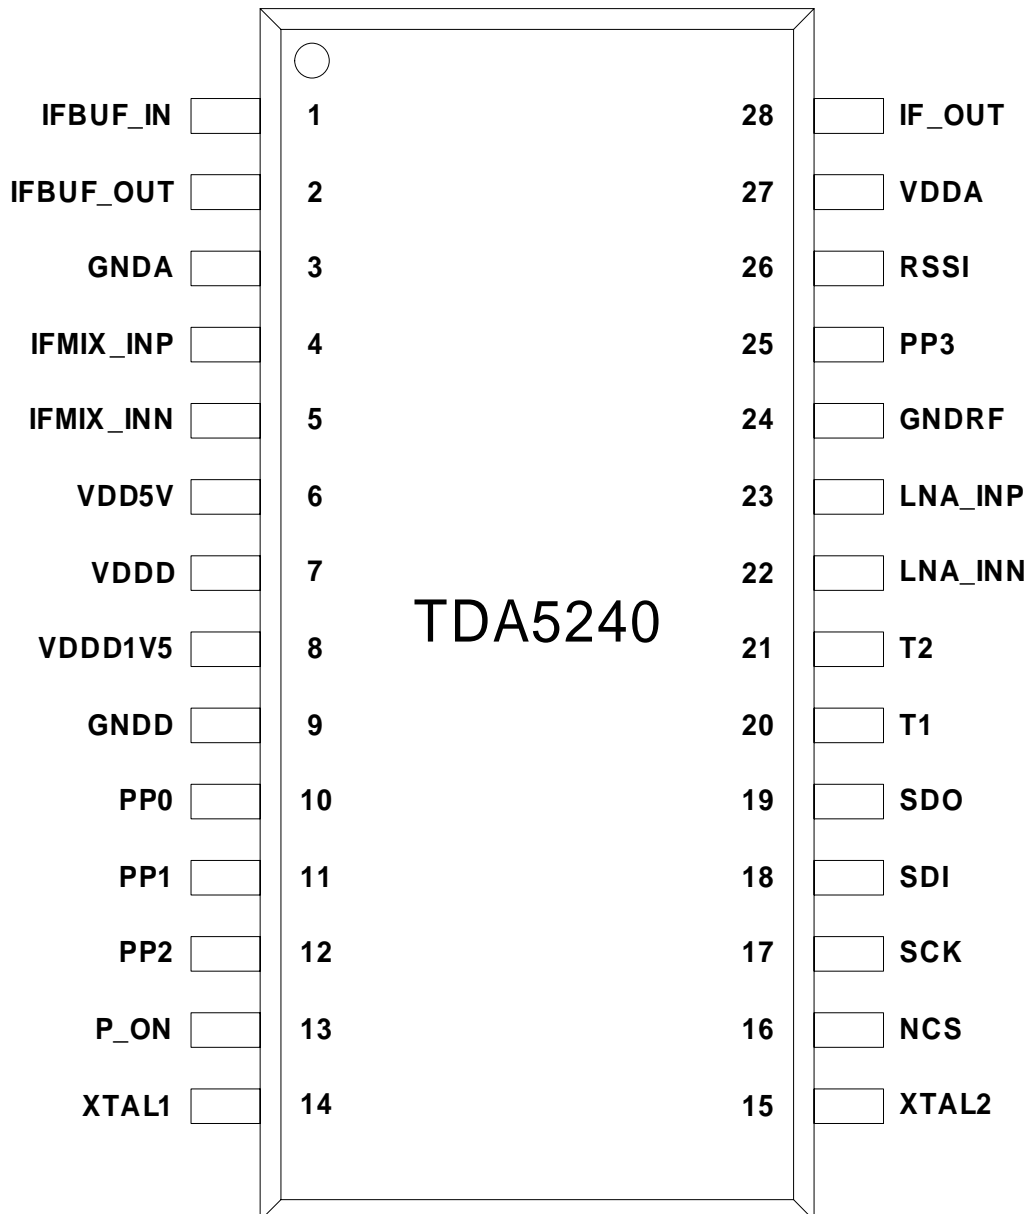 IFBUF_IN 1 28 IF_OUT
IFBUF_OUT 2 27 VDDA
GNDA 3 26 RSSI
IFMIX_INP 4 25 PP3
IFMIX_INN 5 24 GNDRF
VDD5V 6 23 LNA_INP
VDDD 7 22 LNA_INN
TDA5240
VDDD1V5 8 21 T2
GNDD 9 20 T1
PP0 10 19 SDO
PP1 11 18 SDI
PP2 12 17 SCK
P_ON 13 16 NCS
XTAL1 14 15 XTAL2